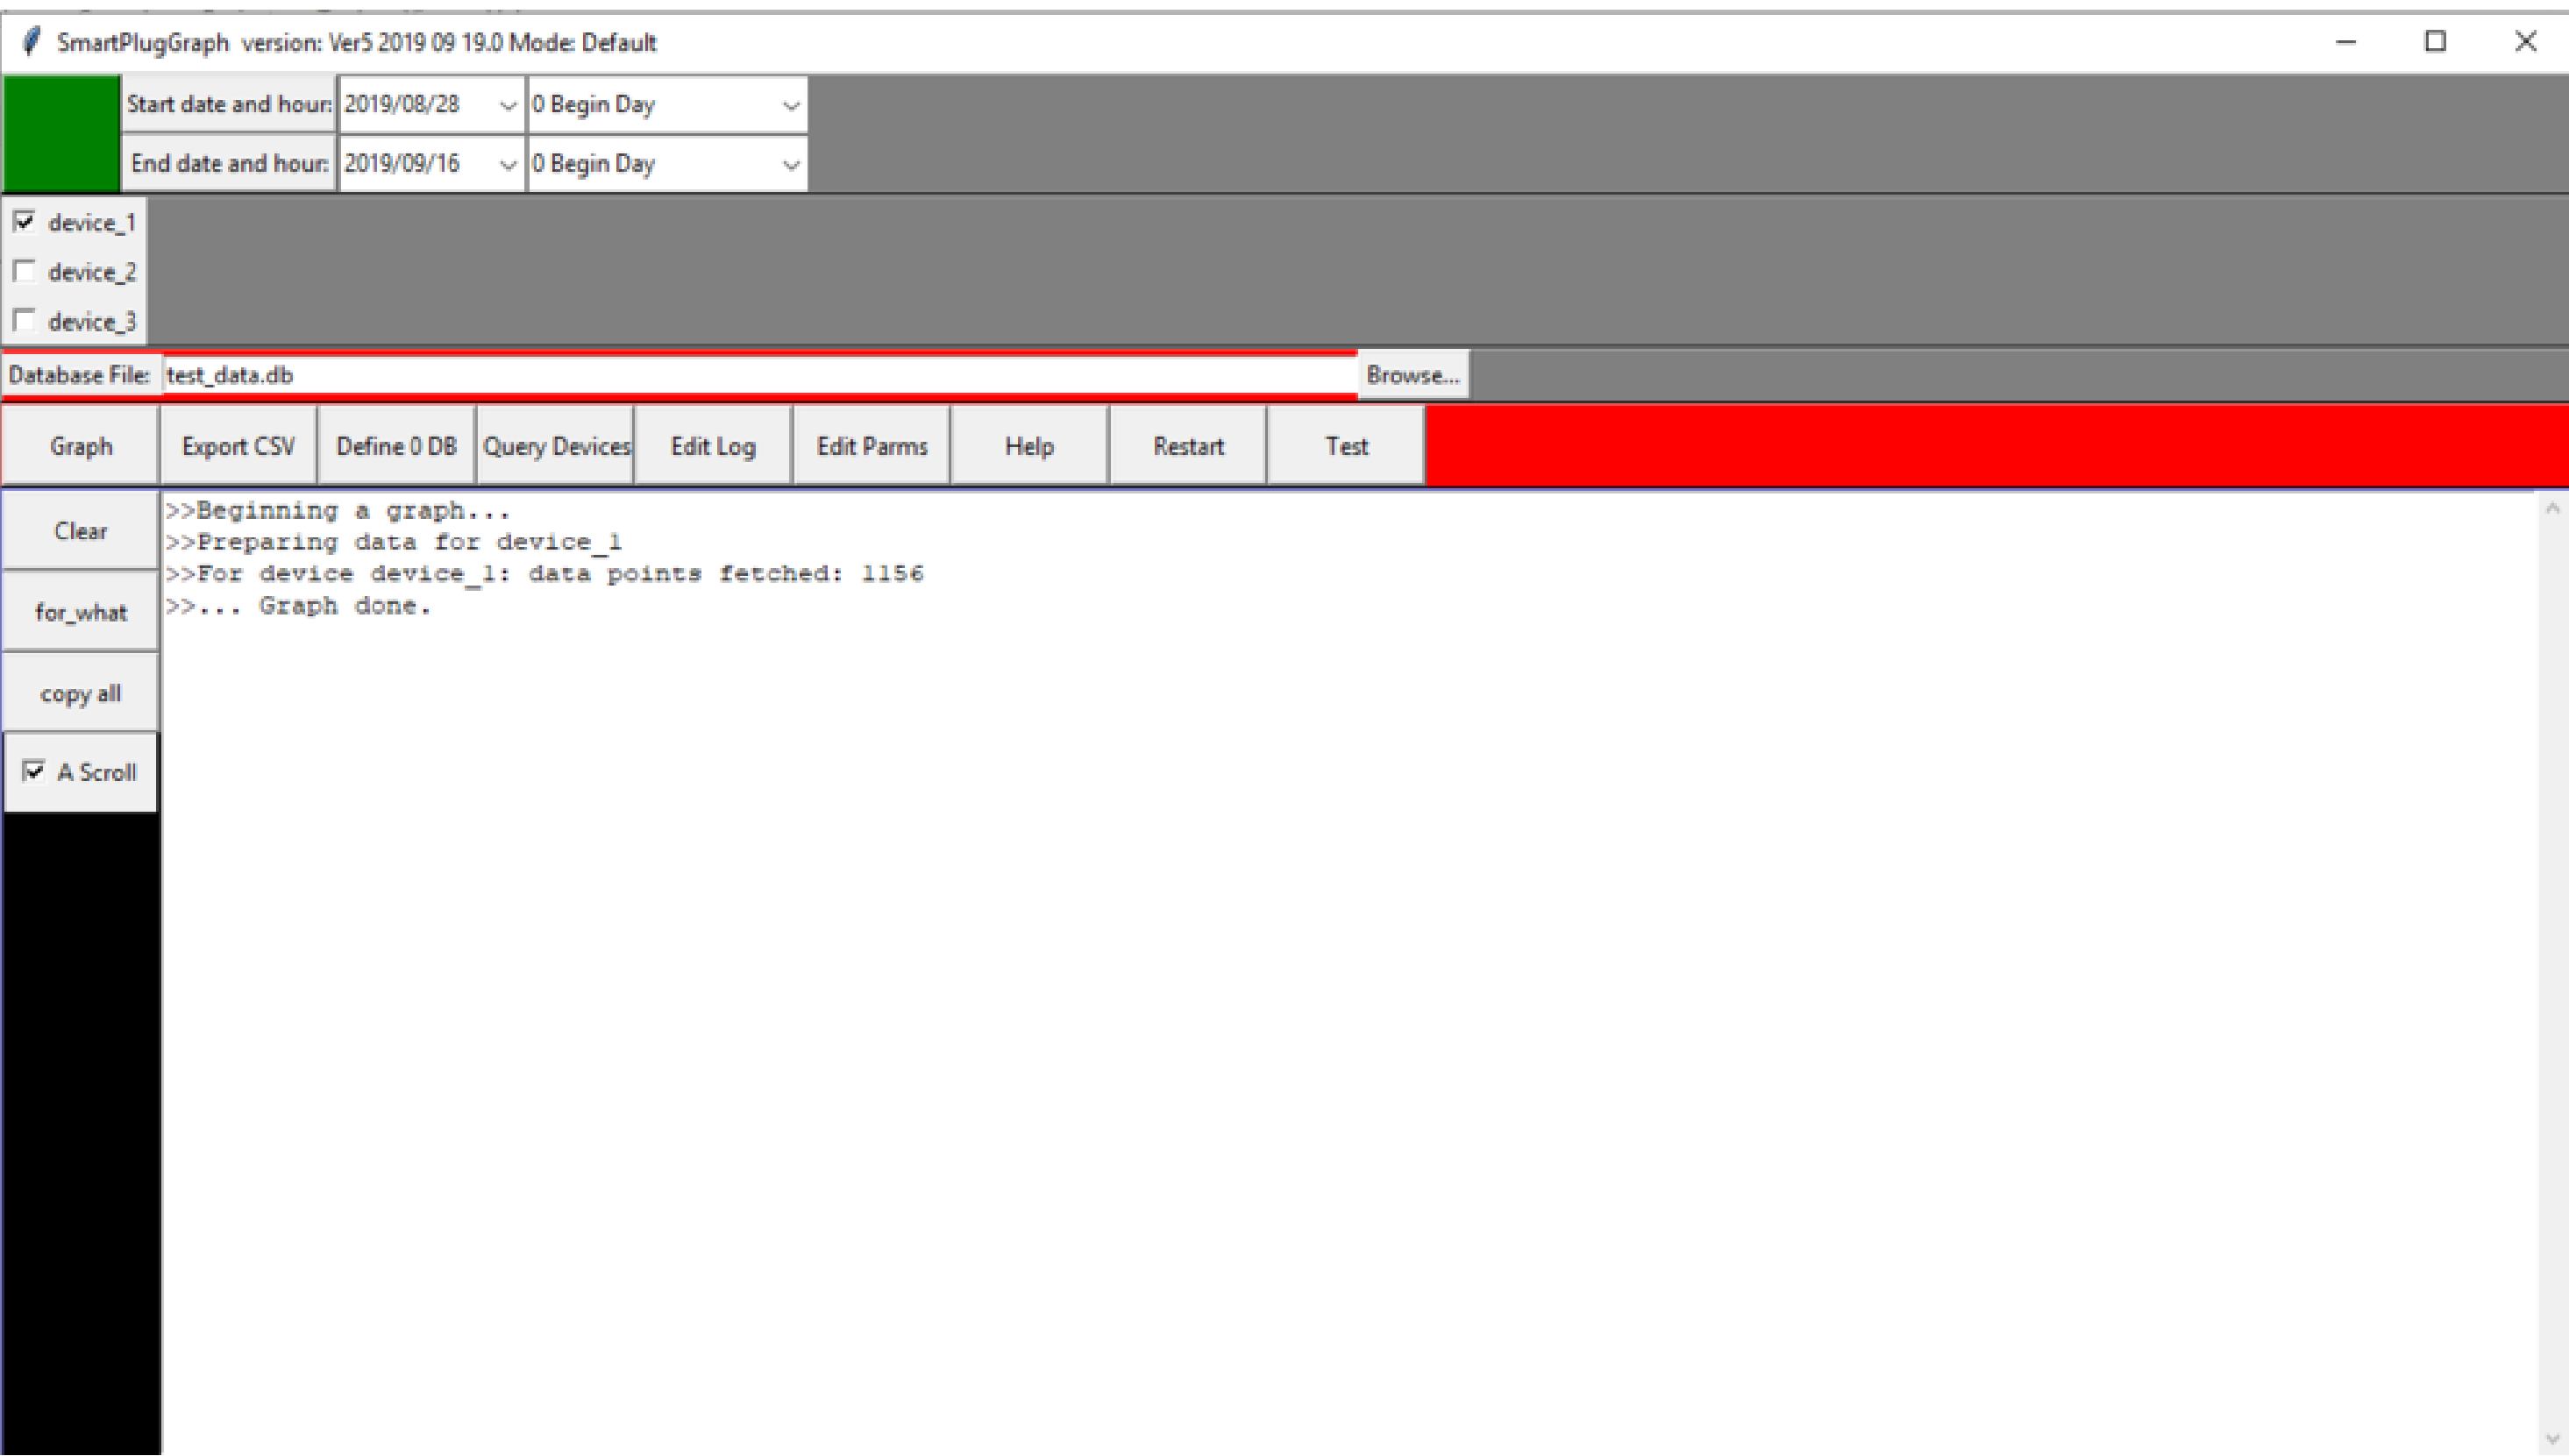 SmartPlugGraph version: Ver5 2019 09 19.0 Mode: Default
Start date and hour: 2019/08/28 0 Begin Day
End date and hour: 2019/09/16 0 Begin Day
device_1
device_2
device_3
Database File: test_data.db Browse...
Graph Export CSV Define 0 DB Query Devices Edit Log Edit Parms Help Restart Test
Clear
for_what
copy all
A Scroll
>>Beginning a graph...
>>Preparing data for device_1
>>For device device_1: data points fetched: 1156
>>... Graph done.